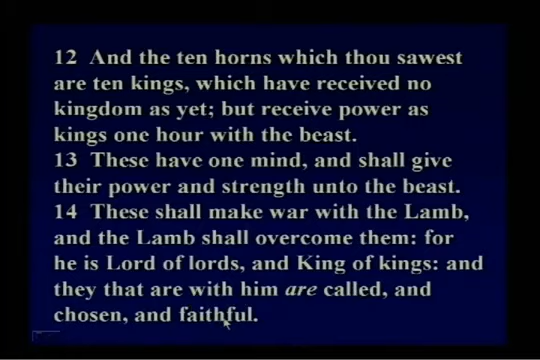 12 And the ten horns which thou sawest
are ten kings, which have received no
kingdom as yet; but receive power as
kings one hour with the beast.
13 These have one mind, and shall give
their power and strength unto the beast.
14 These shall make war with the Lamb,
and the Lamb shall overcome them: for
he is Lord of lords, and King of kings: and
they that are with him are called, and
chosen, and faithful.